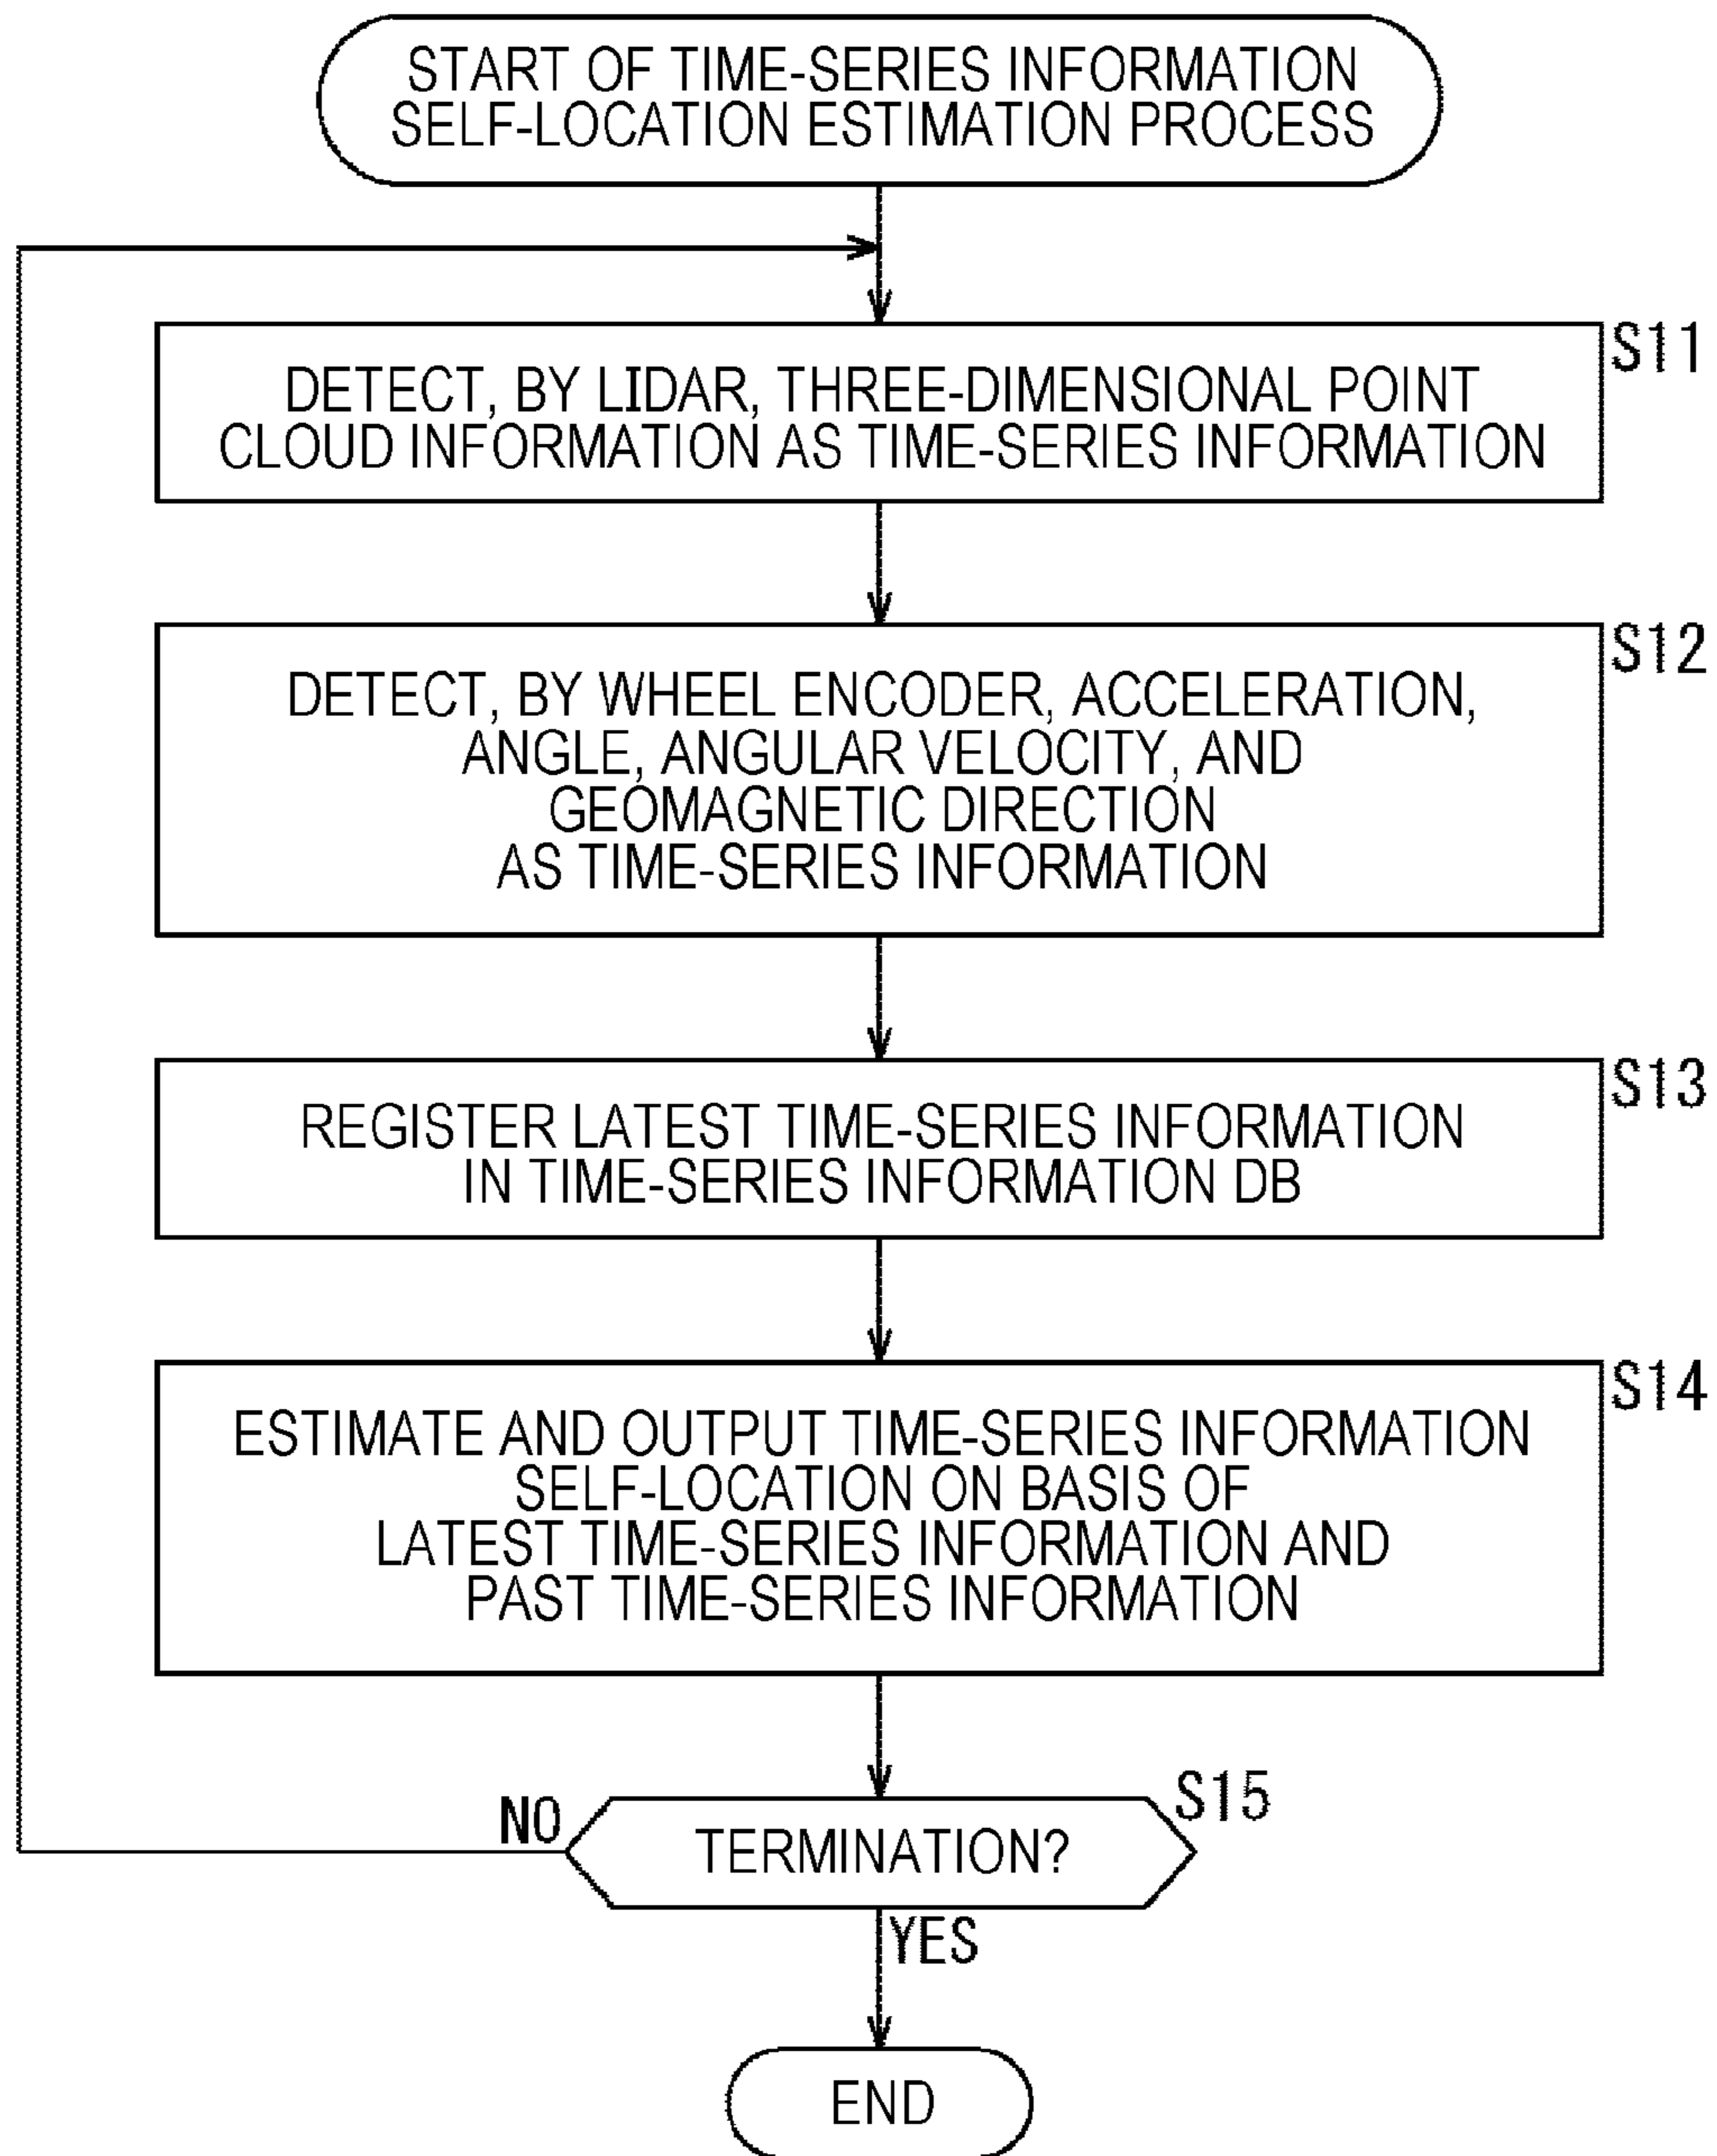 START OF TIME-SERIES INFORMATION
SELF-LOCATION ESTIMATION PROCESS
S11
DETECT, BY LIDAR, THREE-DIMENSIONAL POINT
CLOUD INFORMATION AS TIME-SERIES INFORMATION
S12
DETECT, BY WHEEL ENCODER, ACCELERATION,
ANGLE, ANGULAR VELOCITY, AND
GEOMAGNETIC DIRECTION
AS TIME-SERIES INFORMATION
S13
REGISTER LATEST TIME-SERIES INFORMATION
IN TIME-SERIES INFORMATION DB
S14
ESTIMATE AND OUTPUT TIME-SERIES INFORMATION
SELF-LOCATION ON BASIS OF
LATEST TIME-SERIES INFORMATION AND
PAST TIME-SERIES INFORMATION
S15
NO
TERMINATION?
YES
END